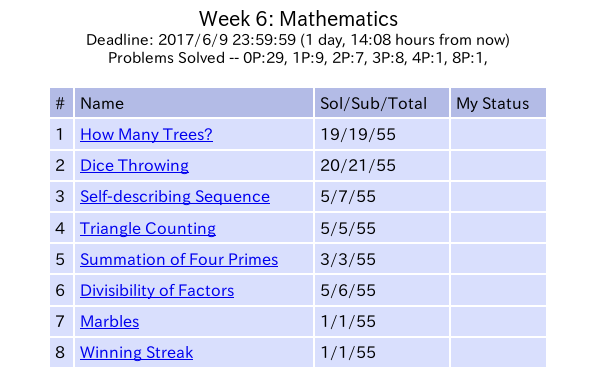 Week 6: Mathematics
Deadline: 2017/6/9 23:59:59 (1 day, 14:08 hours from now)
Problems Solved -- 0P:29, 1P:9, 2P:7, 3P:8, 4P:1, 8P:1,
# Name Sol/Sub/Total My Status
1 How Many Trees? 19/19/55
2 Dice Throwing 20/21/55
3 Self-describing Sequence 5/7/55
4 Triangle Counting 5/5/55
5 Summation of Four Primes 3/3/55
6 Divisibility of Factors 5/6/55
7 Marbles 1/1/55
8 Winning Streak 1/1/55